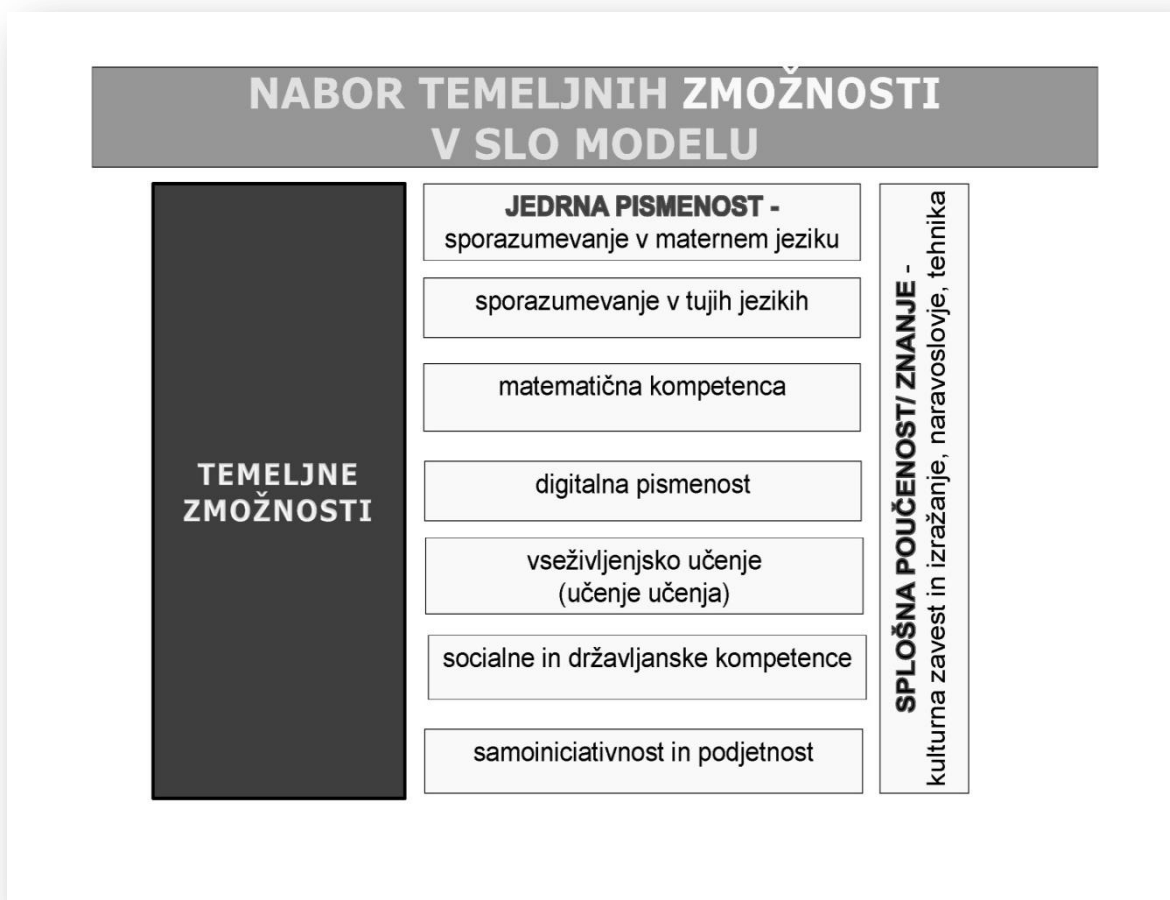 NABOR TEMELJNIH ZMOŽNOSTI
V SLO MODELU
TEMELJNE
ZMOŽNOSTI
JEDRNA PISMENOST -
sporazumevanje v maternem jeziku
sporazumevanje v tujih jezikih
matematična kompetenca
digitalna pismenost
vseživljenjsko učenje
(učenje učenja)
socialne in državljanske kompetence
samoiniciativnost in podjetnost
SPLOŠNA POUČENOST/ ZNANJE -
kulturna zavest in izražanje, naravoslovje, tehnika